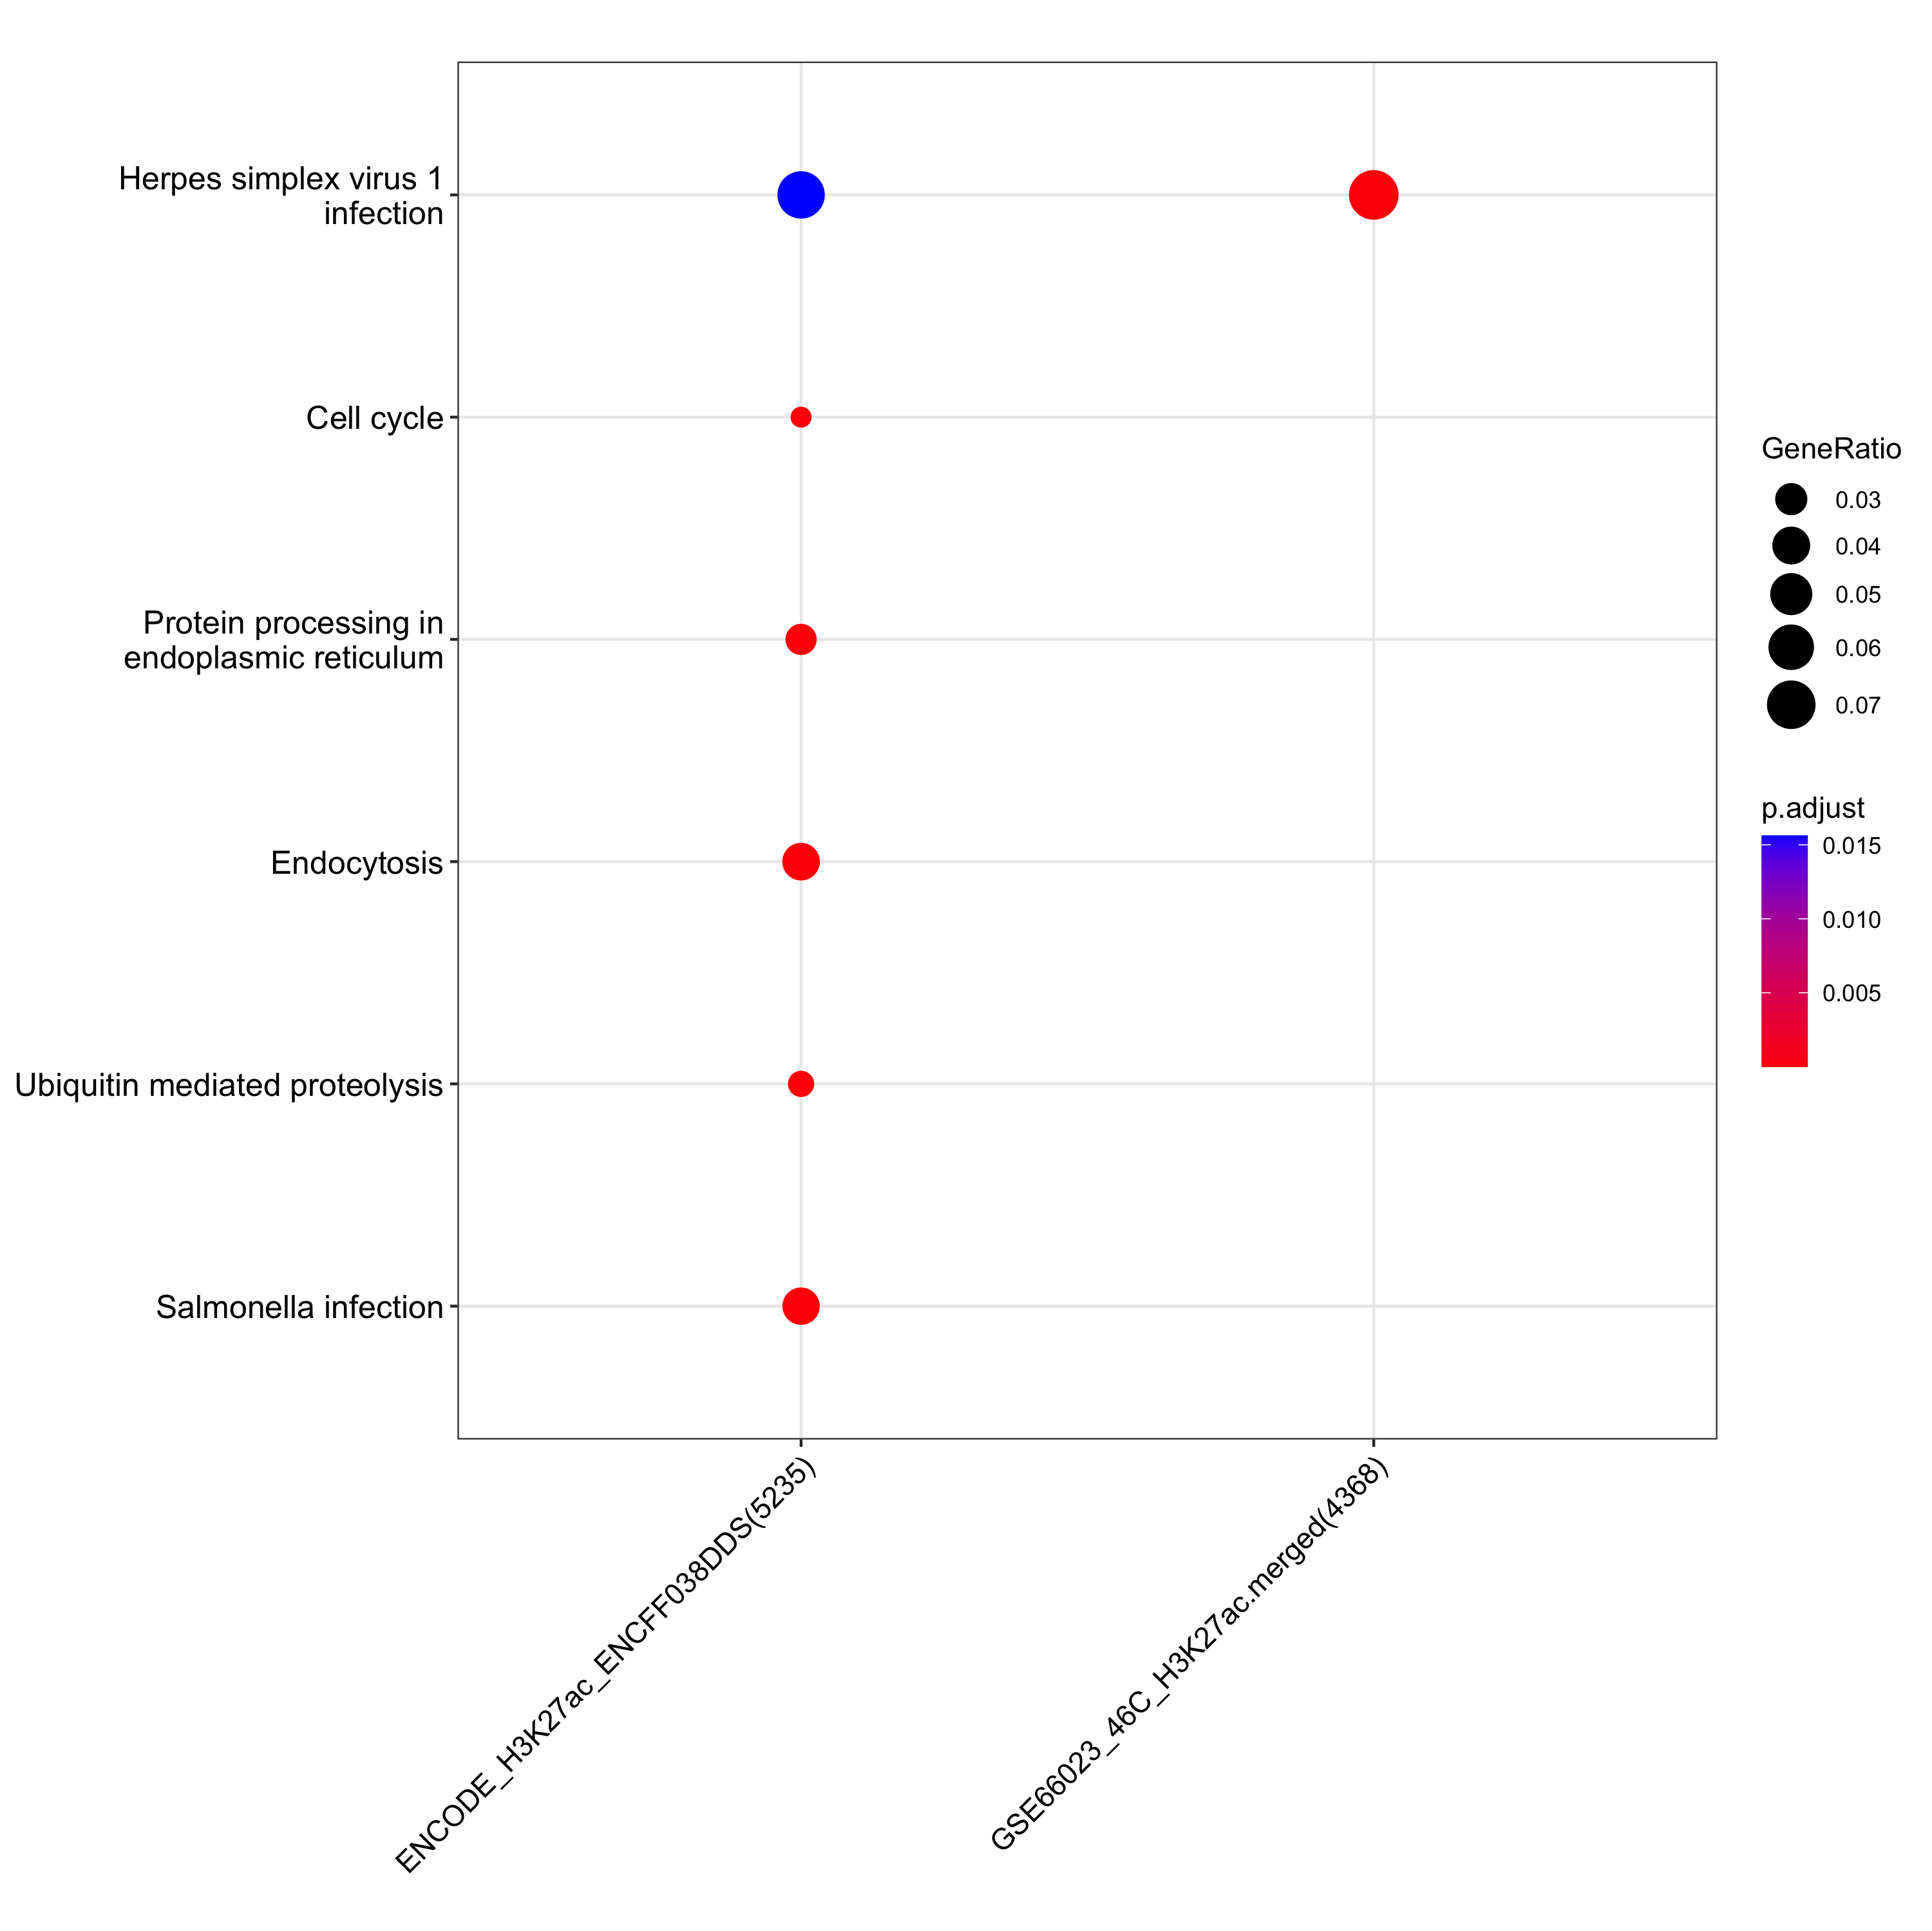 Herpes simplex virus 1
infection
Cell cycle
Protein processing in
endoplasmic reticulum
Endocytosis
Ubiquitin mediated proteolysis
Salmonella infection
ENCODE_H3K27ac_ENCFF038DDS(5235)
GSE66023_46C_H3K27ac.merged(4368)
GeneRatio
0.03
0.04
0.05
0.06
0.07
p.adjust
0.015
0.010
0.005